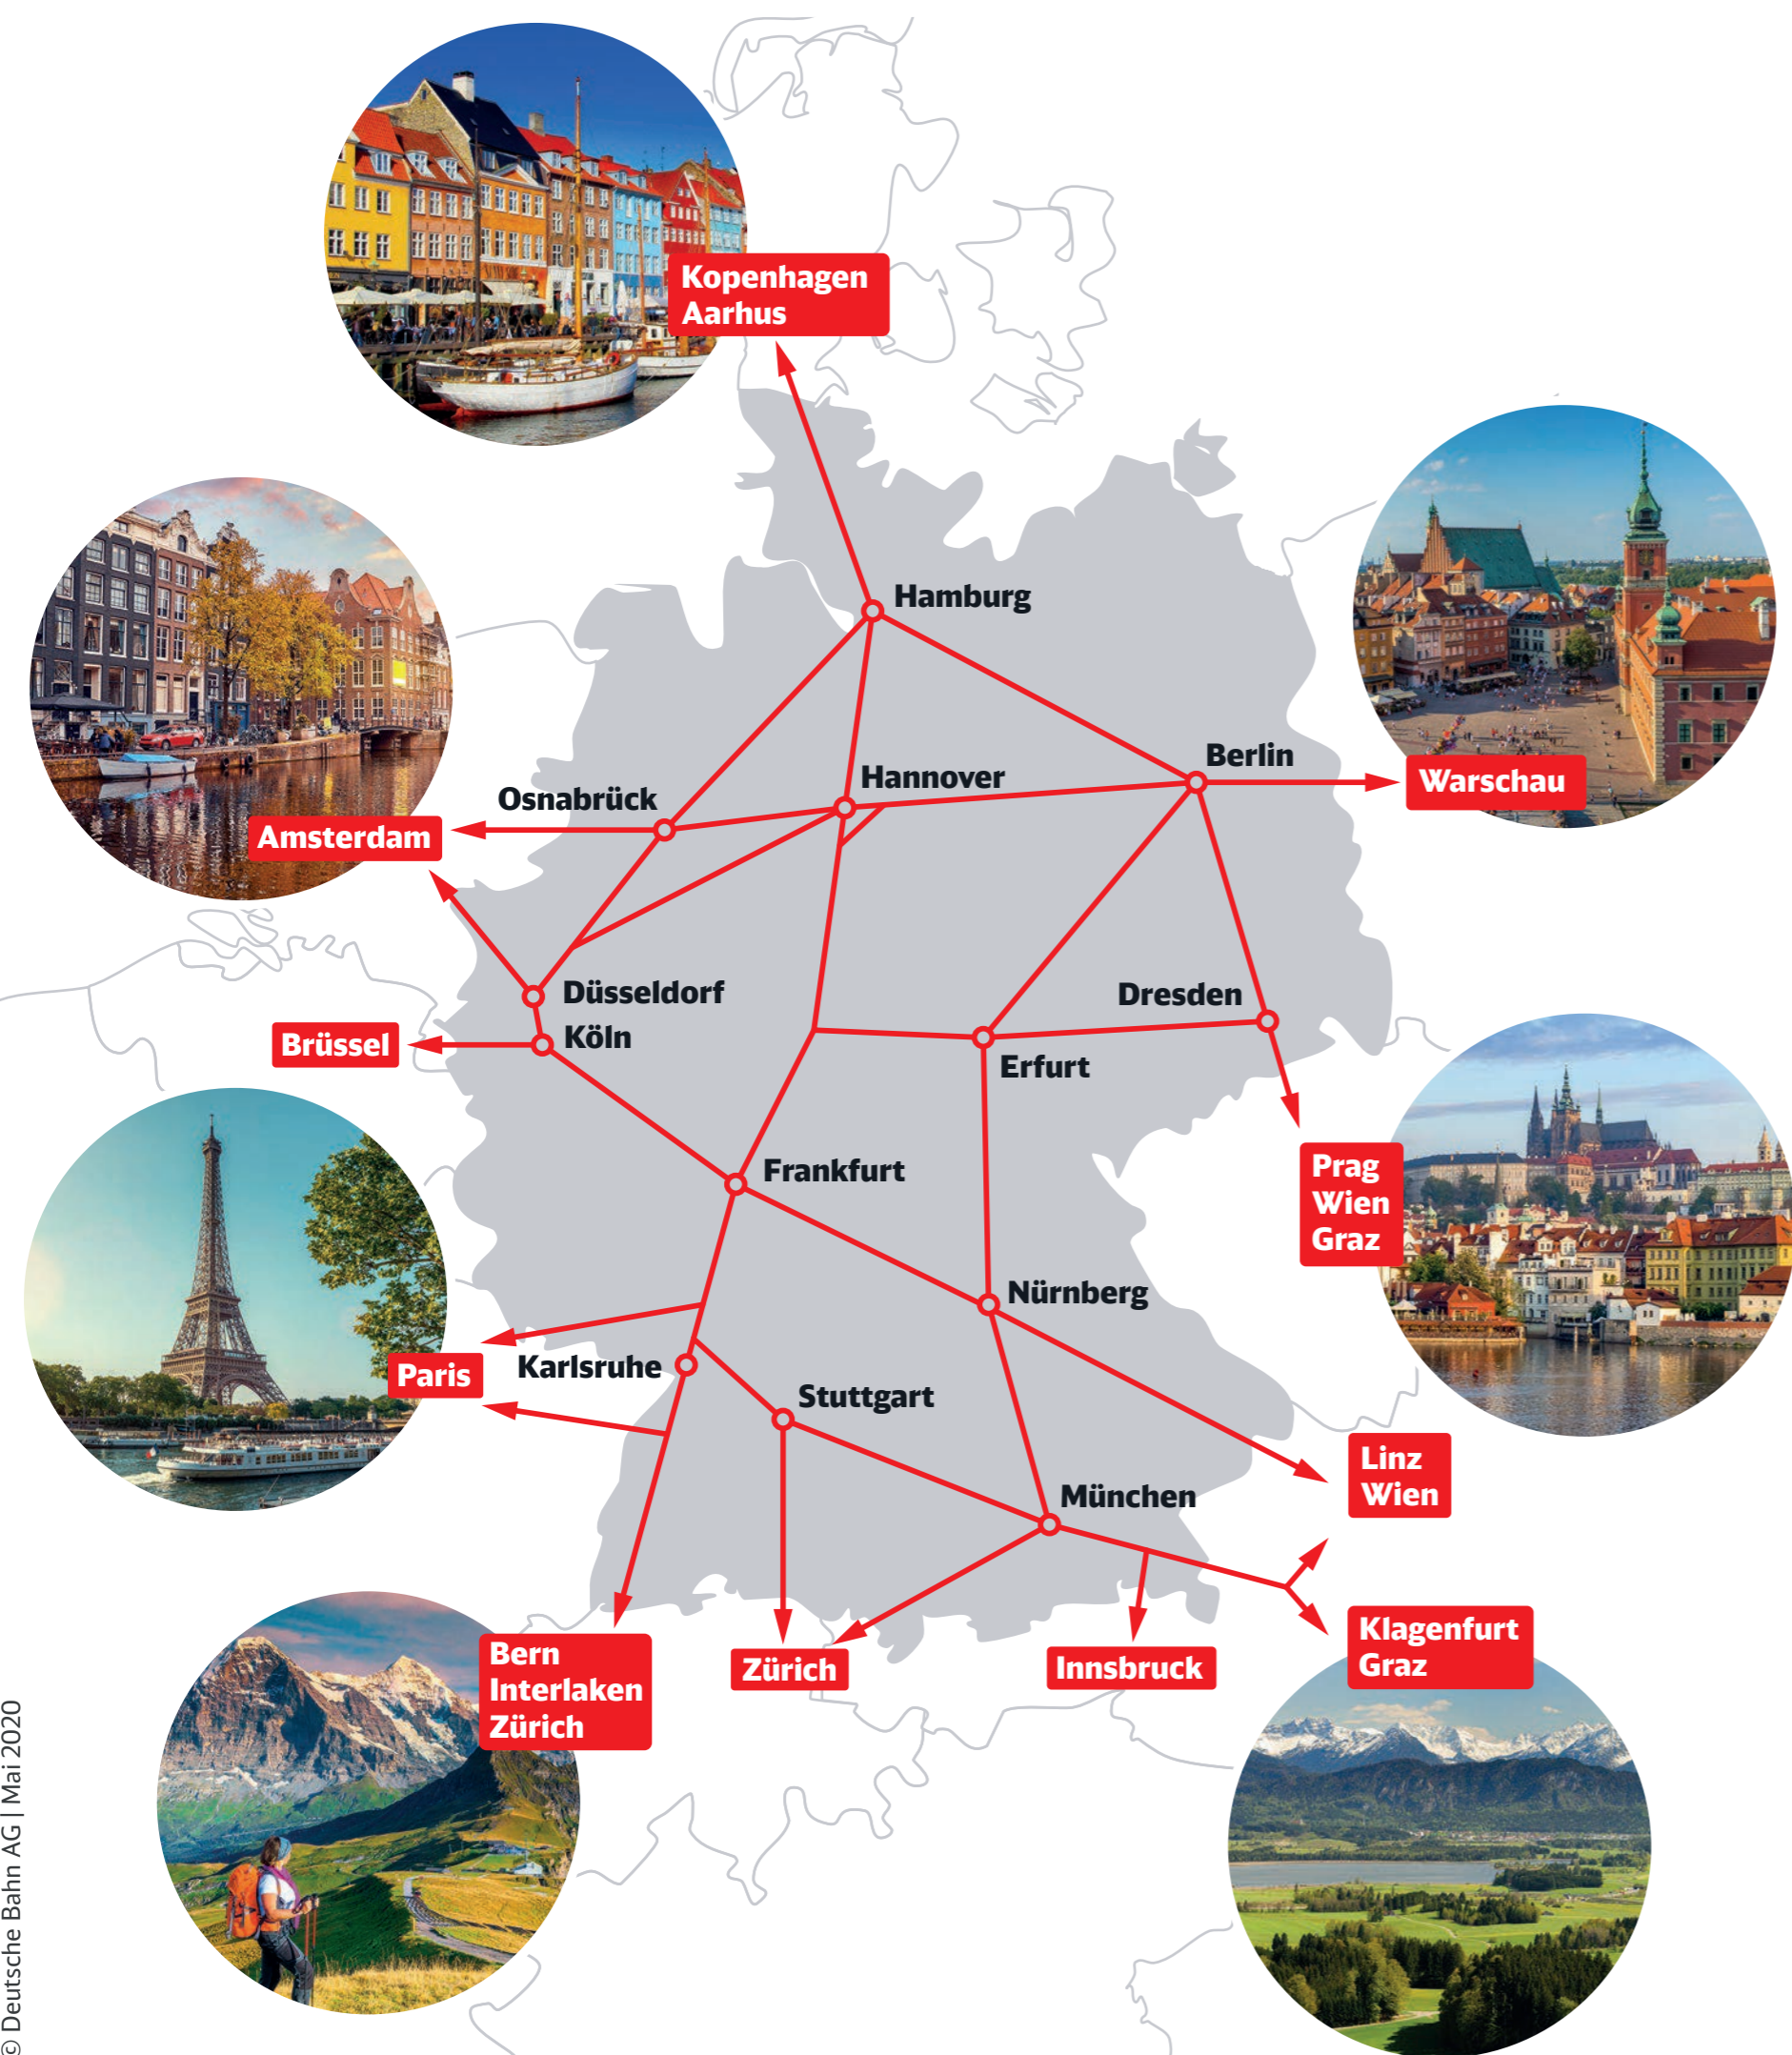 Kopenhagen
Aarhus
Hamburg
Berlin
Warschau
Hannover
Osnabrück
Amsterdam
Düsseldorf
Köln
Brüssel
Dresden
Erfurt
Prag
Wien
Graz
Frankfurt
Nürnberg
Paris
Karlsruhe
Stuttgart
Linz
Wien
München
Klagenfurt
Graz
Bern
Interlaken
Zürich
Zürich
Innsbruck
© Deutsche Bahn AG | Mai 2020